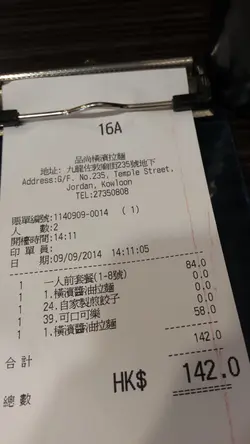 16A
品尚橫濱拉麵
地址: 九龍佐敦廟街235號地下
Address:G/F. No.235, Temple Street,
Jordan, Kowloon
TEL:27350808
賬單編號:1140909-0014 (1)
人 數:2
開檯時間:14:11
印單員:
日 期:09/09/2014 14:11:05
1 一人前套餐(1-8號) 84.0
1 1.橫濱醬油拉麵 0.0
1 24.自家製煎餃子 0.0
1 39.可口可樂 0.0
1 1.橫濱醬油拉麵 58.0
合計 142.0
總數 HK$ 142.0